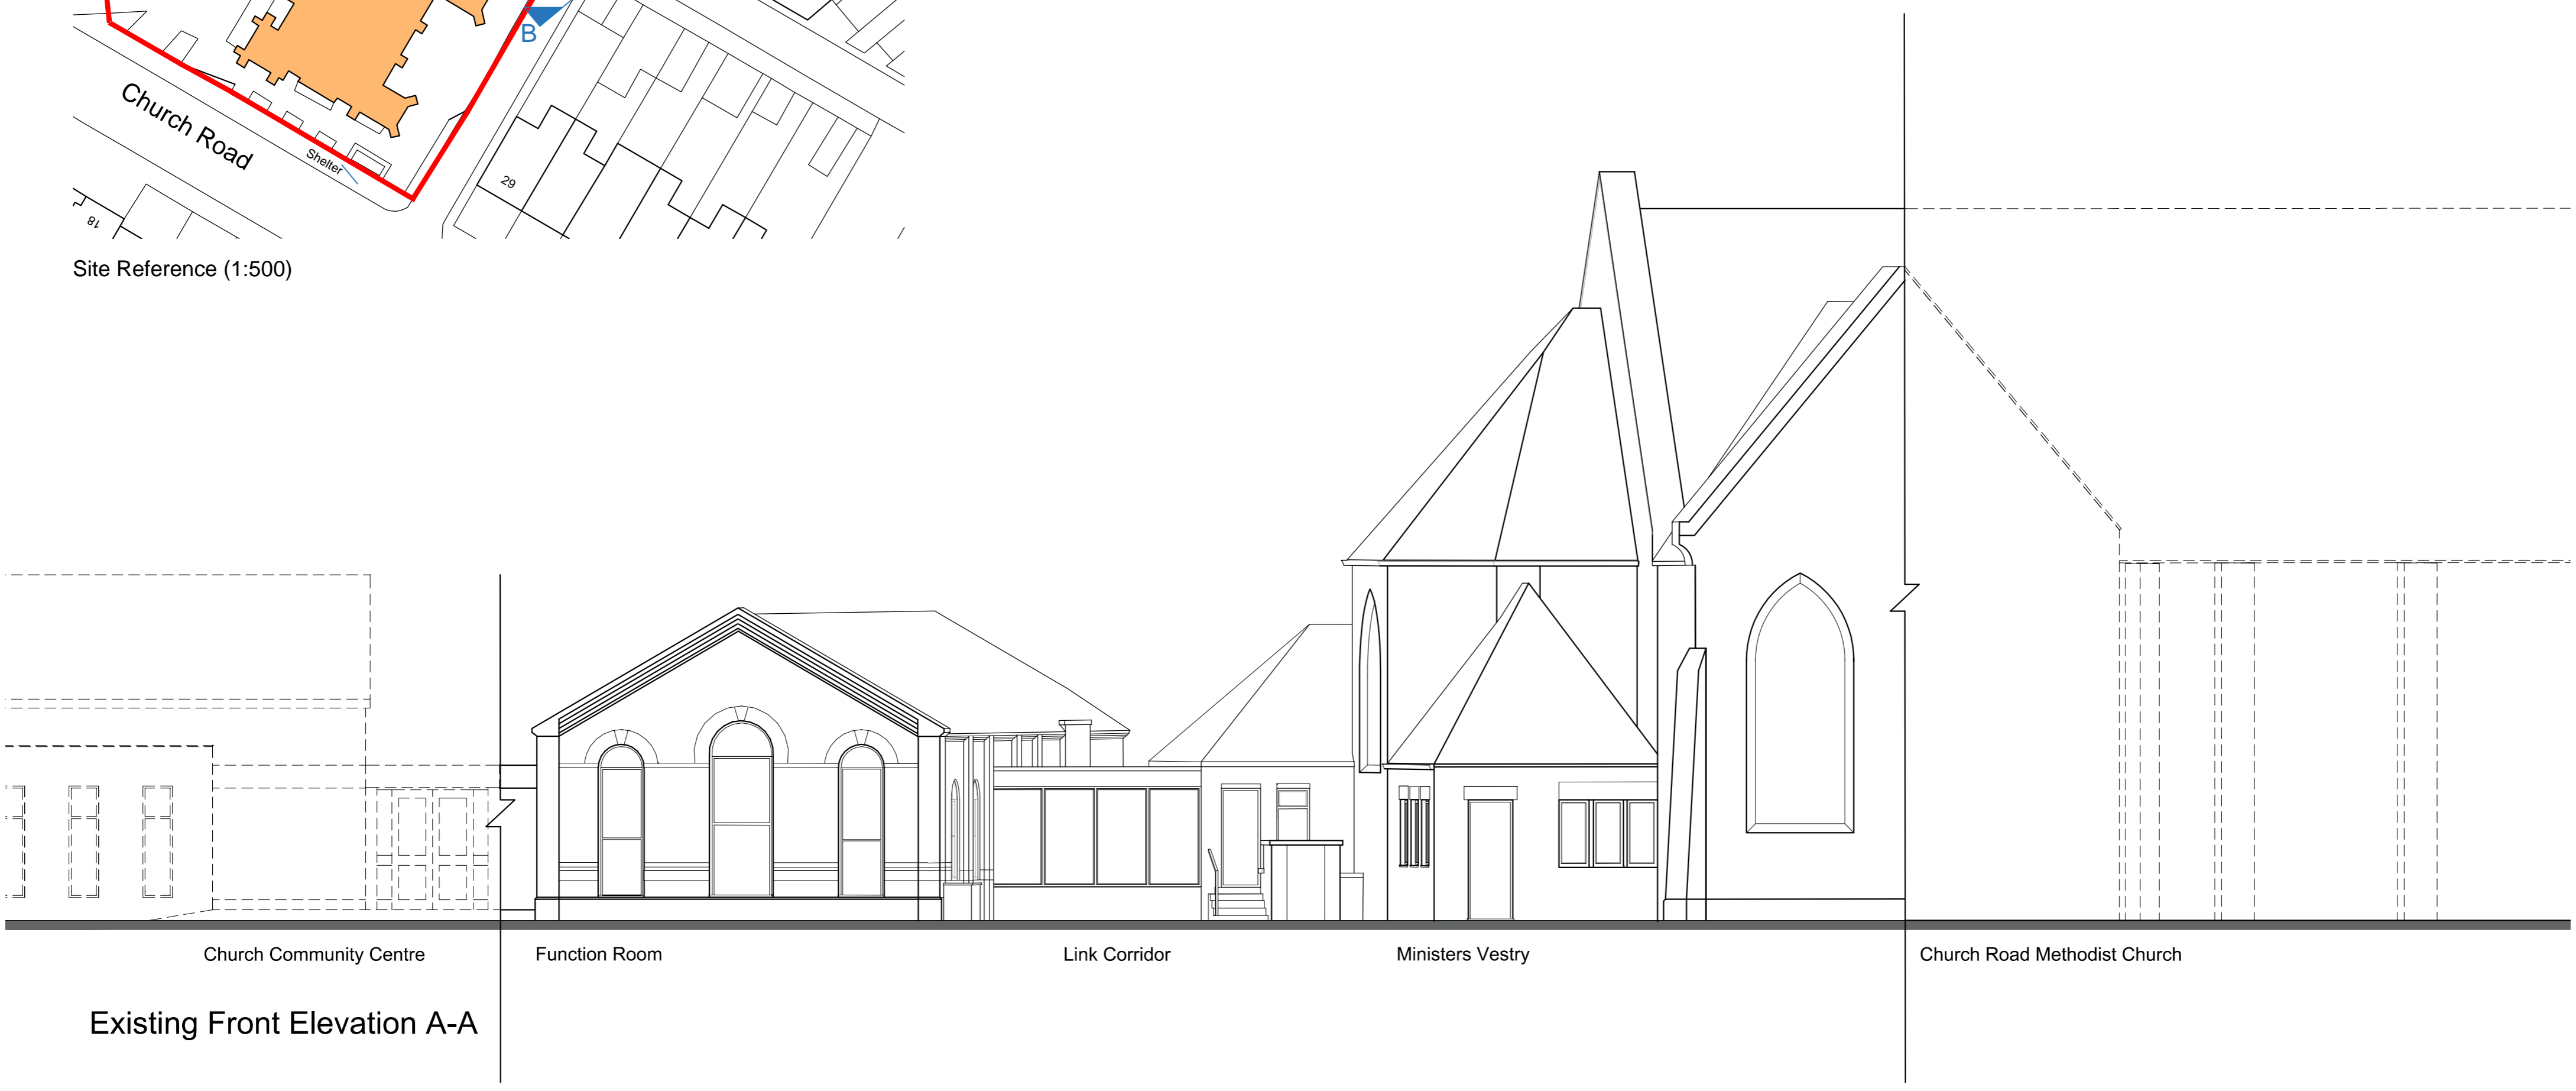 B
Church Road
Shelter
29
18
Site Reference (1:500)
Church Community Centre
Function Room
Link Corridor
Ministers Vestry
Church Road Methodist Church
Existing Front Elevation A-A